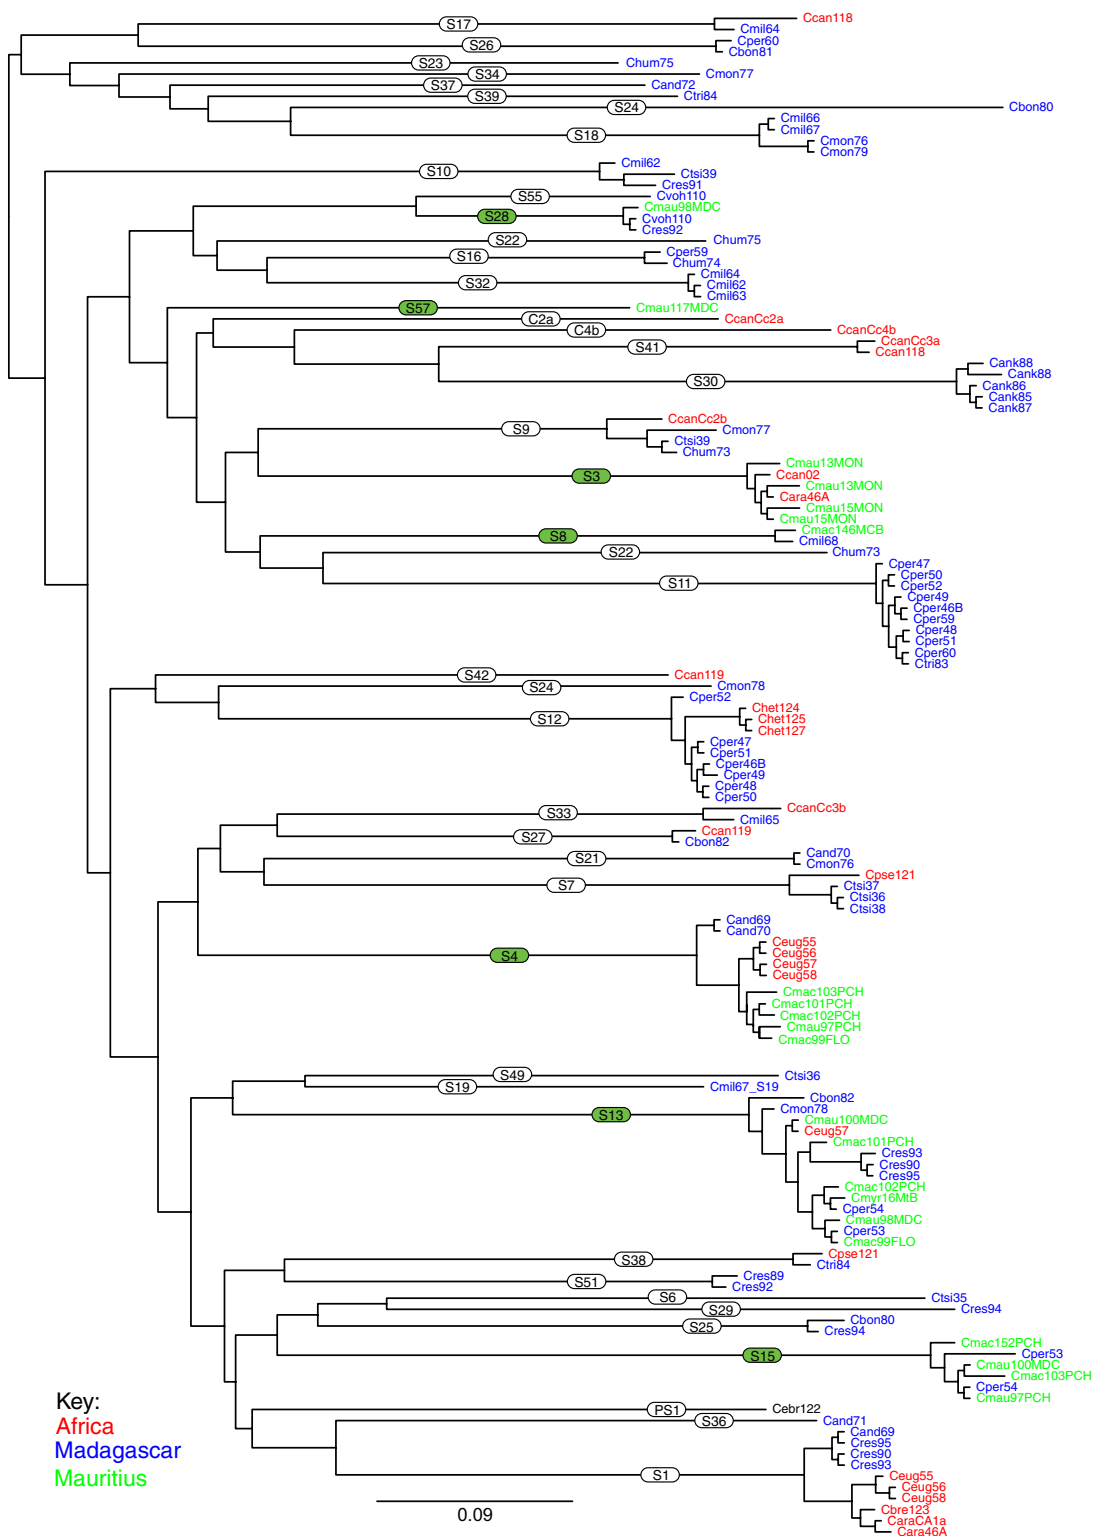 S17
Ccan118
Cmil64
S26
Cper60
Cbon81
S23
Chum75
S34
Cmon77
S37
Cand72
S39
Ctri84
S24
Cbon80
S18
Cmil66
Cmil67
Cmon76
Cmon79
S10
Cmil62
Ctsi39
Cres91
S55
Cvoh110
S28
Cmau98MDC
Cvoh110
Cres92
S22
Chum75
S16
Cper59
Chum74
S32
Cmil64
Cmil62
Cmil63
S57
Cmau117MDC
C2a
CcanCc2a
C4b
CcanCc4b
S41
CcanCc3a
Ccan118
S30
Cank88
Cank88
Cank86
Cank85
Cank87
S9
CcanCc2b
Cmon77
Ctsi39
Chum73
S3
Cmau13MON
Ccan02
Cmau13MON
Cara46A
Cmau15MON
Cmau15MON
S8
Cmac146MCB
Cmil68
S22
Chum73
S11
Cper47
Cper50
Cper52
Cper49
Cper46B
Cper59
Cper48
Cper51
Cper60
Ctri83
S42
Ccan119
S24
Cmon78
S12
Cper52
Chet124
Chet125
Chet127
Cper47
Cper51
Cper46B
Cper49
Cper48
Cper50
S33
CcanCc3b
Cmil65
S27
Ccan119
Cbon82
S21
Cand70
Cmon76
S7
Cpse121
Ctsi37
Ctsi36
Ctsi38
S4
Cand69
Cand70
Ceug55
Ceug56
Ceug57
Ceug58
Cmac103PCH
Cmac101PCH
Cmac102PCH
Cmau97PCH
Cmac99FLO
S49
Ctsi36
S19
Cmil67_S19
S13
Cbon82
Cmon78
Cmau100MDC
Ceug57
Cmac101PCH
Cres93
Cres90
Cres95
Cmac102PCH
Cmyr16MtB
Cper54
Cmau98MDC
Cper53
Cmac99FLO
S38
Cpse121
Ctri84
S51
Cres89
Cres92
S6
Ctsi35
S29
Cres94
S25
Cbon80
Cres94
S15
Cmac152PCH
Cper53
Cmau100MDC
Cmac103PCH
Cper54
Cmau97PCH
PS1
Cebr122
S36
Cand71
S1
Cand69
Cres95
Cres90
Cres93
Ceug55
Ceug56
Ceug58
Cbre123
CaraCA1a
Cara46A
Key:
Africa
Madagascar
Mauritius
0.09